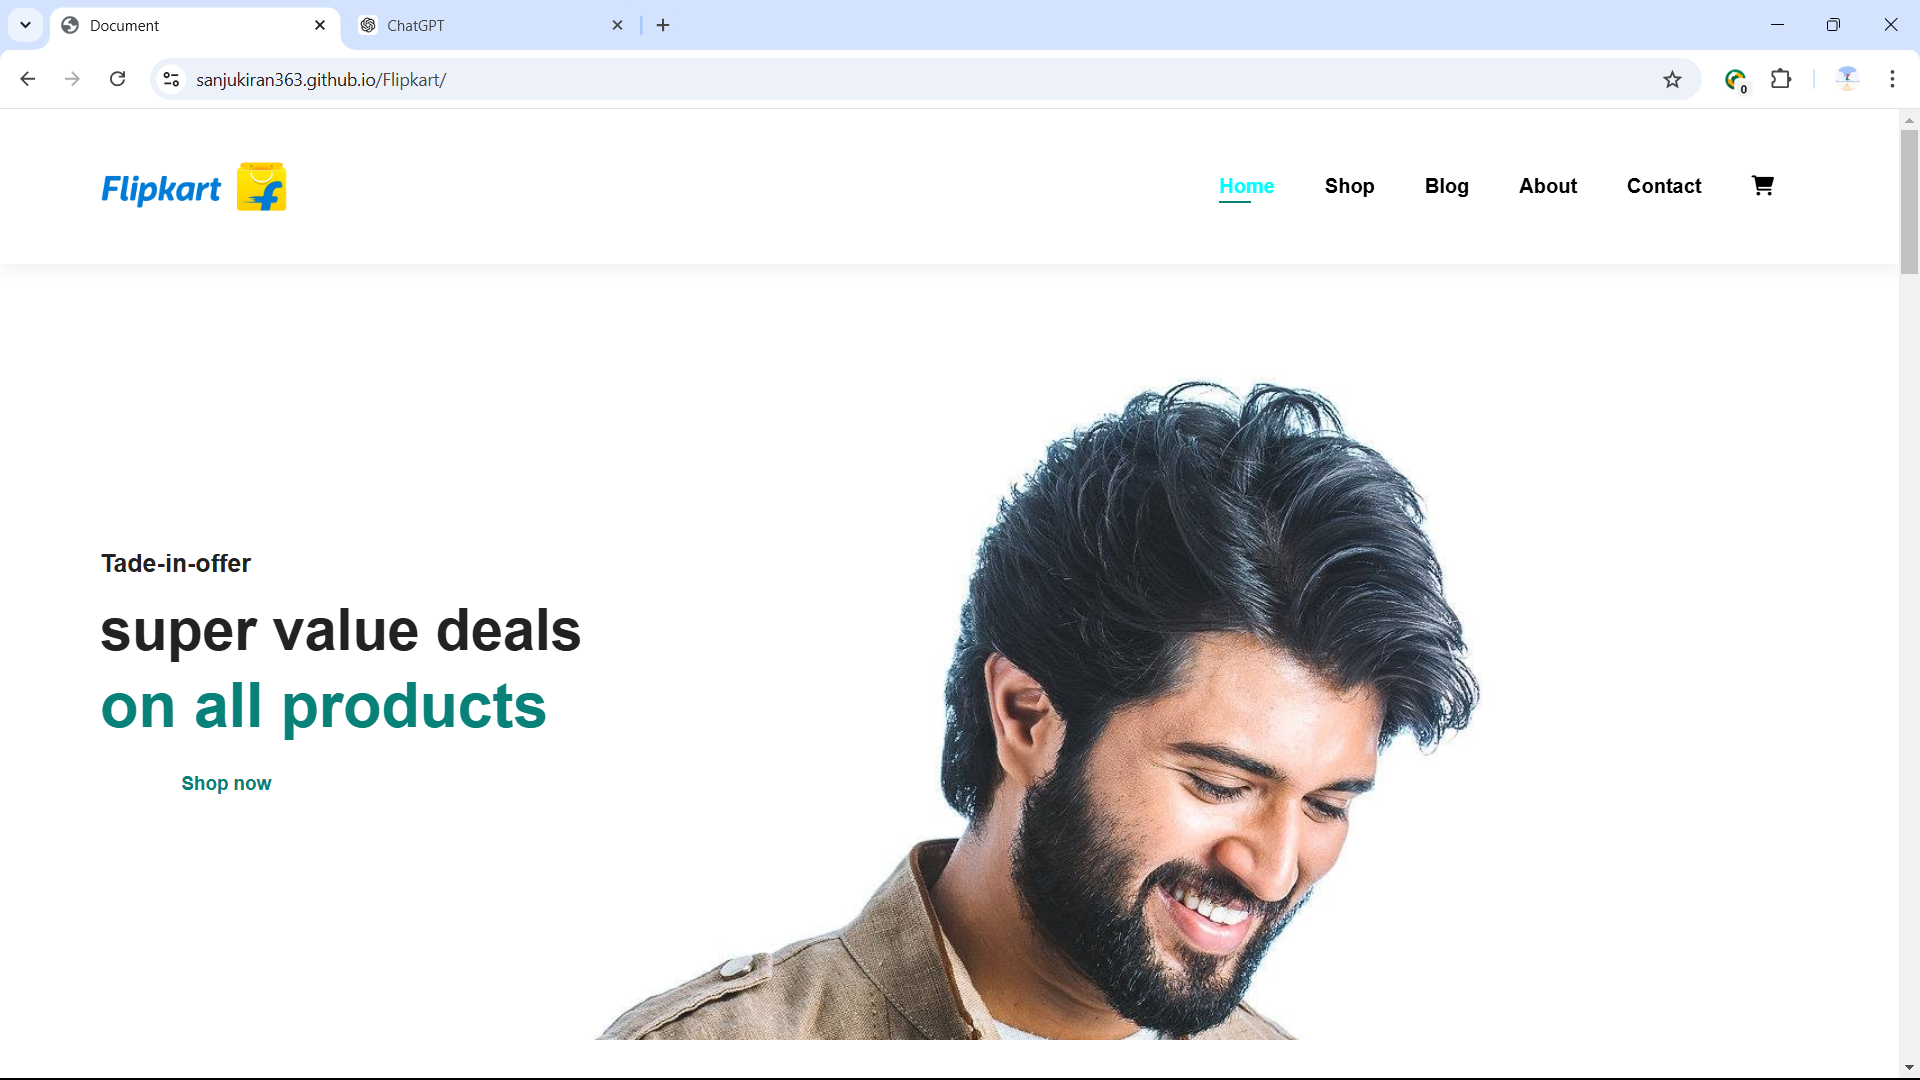 Document
ChatGPT
sanjukiran363.github.io/Flipkart/
0
Flipkart
Home
Shop
Blog
About
Contact
Tade-in-offer
super value deals
on all products
Shop now